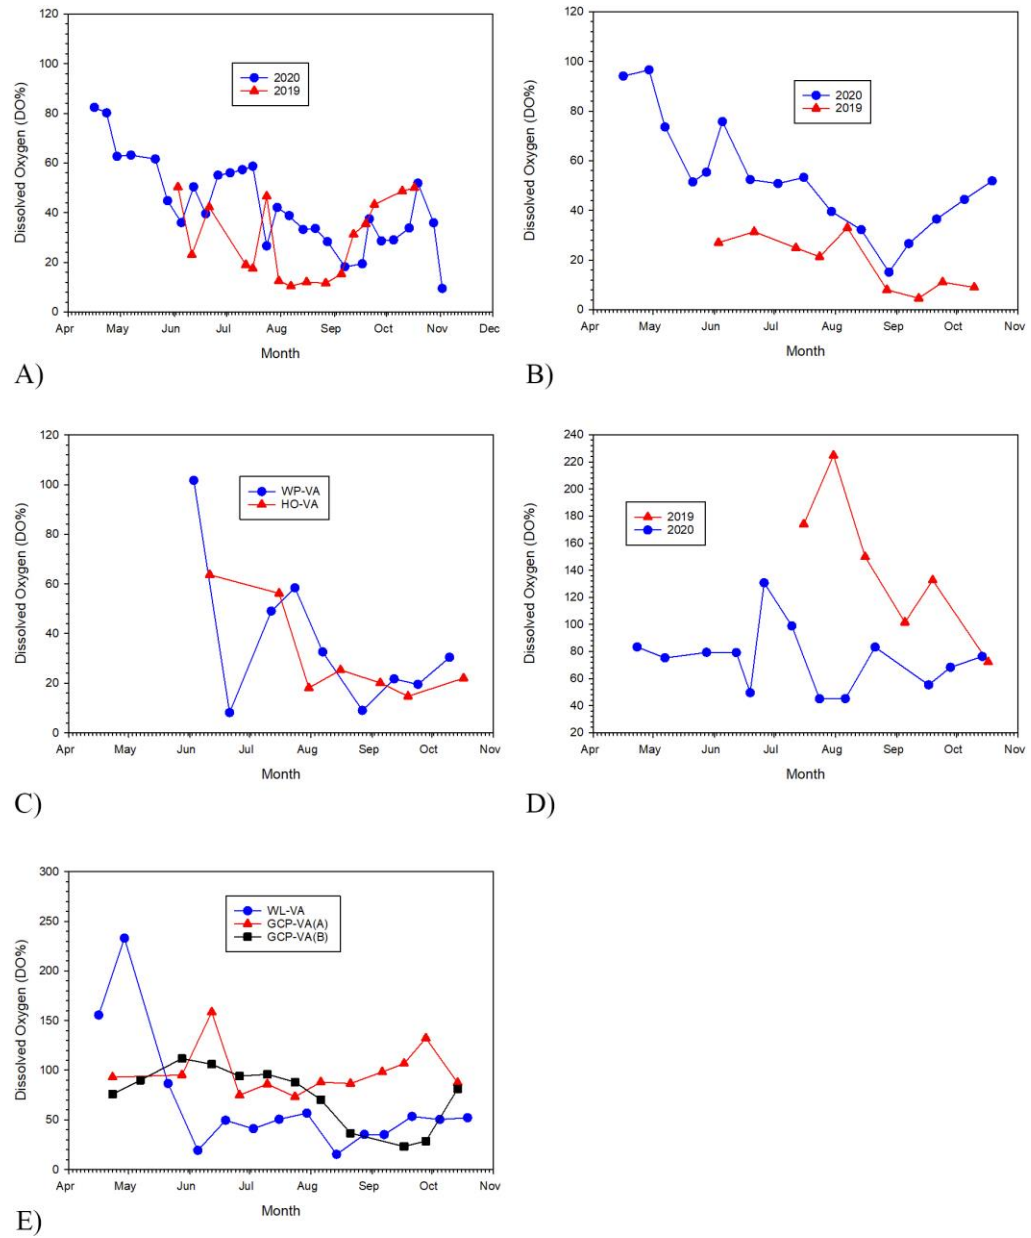 120
100
80
60
40
20
0
Dissolved Oxygen (DO%)
2020
2019
Apr May Jun Jul Aug Sep Oct Nov Dec
Month
A)
120
100
80
60
40
20
0
Dissolved Oxygen (DO%)
2020
2019
Apr May Jun Jul Aug Sep Oct Nov
Month
B)
120
100
80
60
40
20
0
Dissolved Oxygen (DO%)
WP-VA
HO-VA
Apr May Jun Jul Aug Sep Oct Nov
Month
C)
240
220
200
180
160
140
120
100
80
60
40
20
Dissolved Oxygen (DO%)
2019
2020
Apr May Jun Jul Aug Sep Oct Nov
Month
D)
300
250
200
150
100
50
0
Dissolved Oxygen (DO%)
WL-VA
GCP-VA(A)
GCP-VA(B)
Apr May Jun Jul Aug Sep Oct Nov
Month
E)